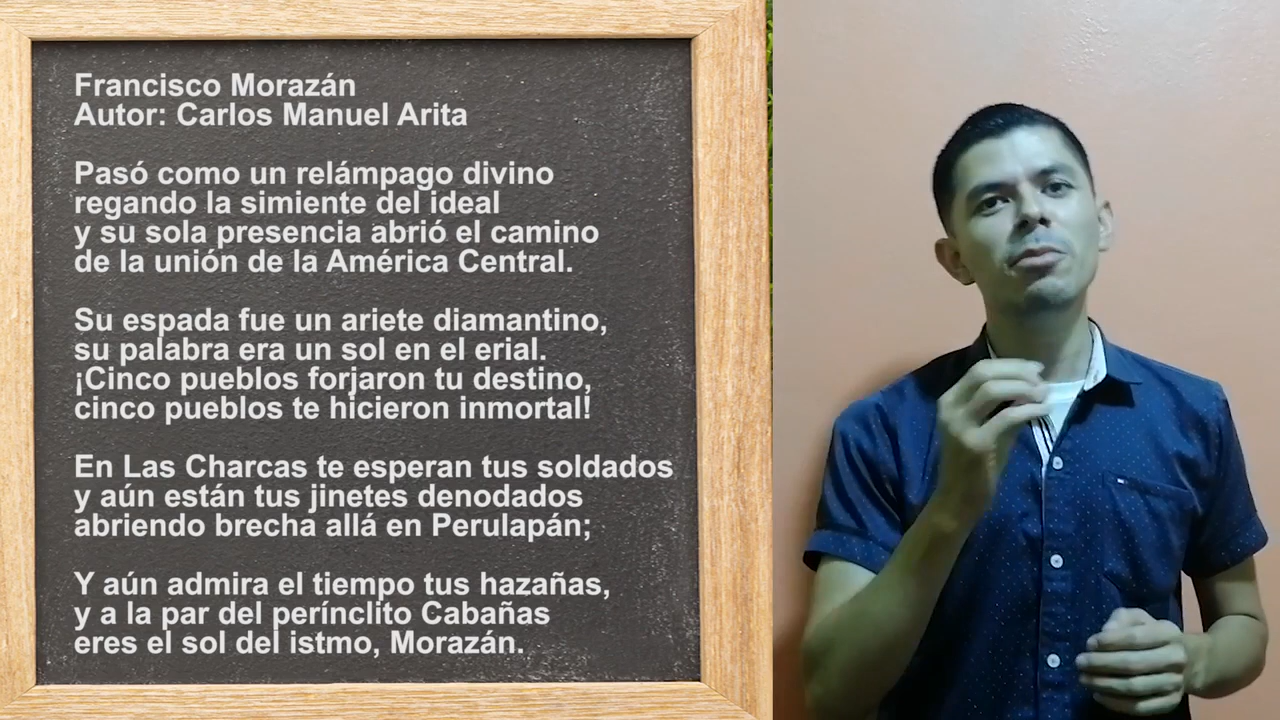 Francisco Morazán
Autor: Carlos Manuel Arita
Pasó como un relámpago divino
regando la simiente del ideal
y su sola presencia abrió el camino
de la unión de la América Central.
Su espada fue un ariete diamantino,
su palabra era un sol en el erial.
¡Cinco pueblos forjaron tu destino,
cinco pueblos te hicieron inmortal!
En Las Charcas te esperan tus soldados
y aún están tus jinetes denodados
abriendo brecha allá en Perulapán;
Y aún admira el tiempo tus hazañas,
y a la par del perínclito Cabañas
eres el sol del istmo, Morazán.